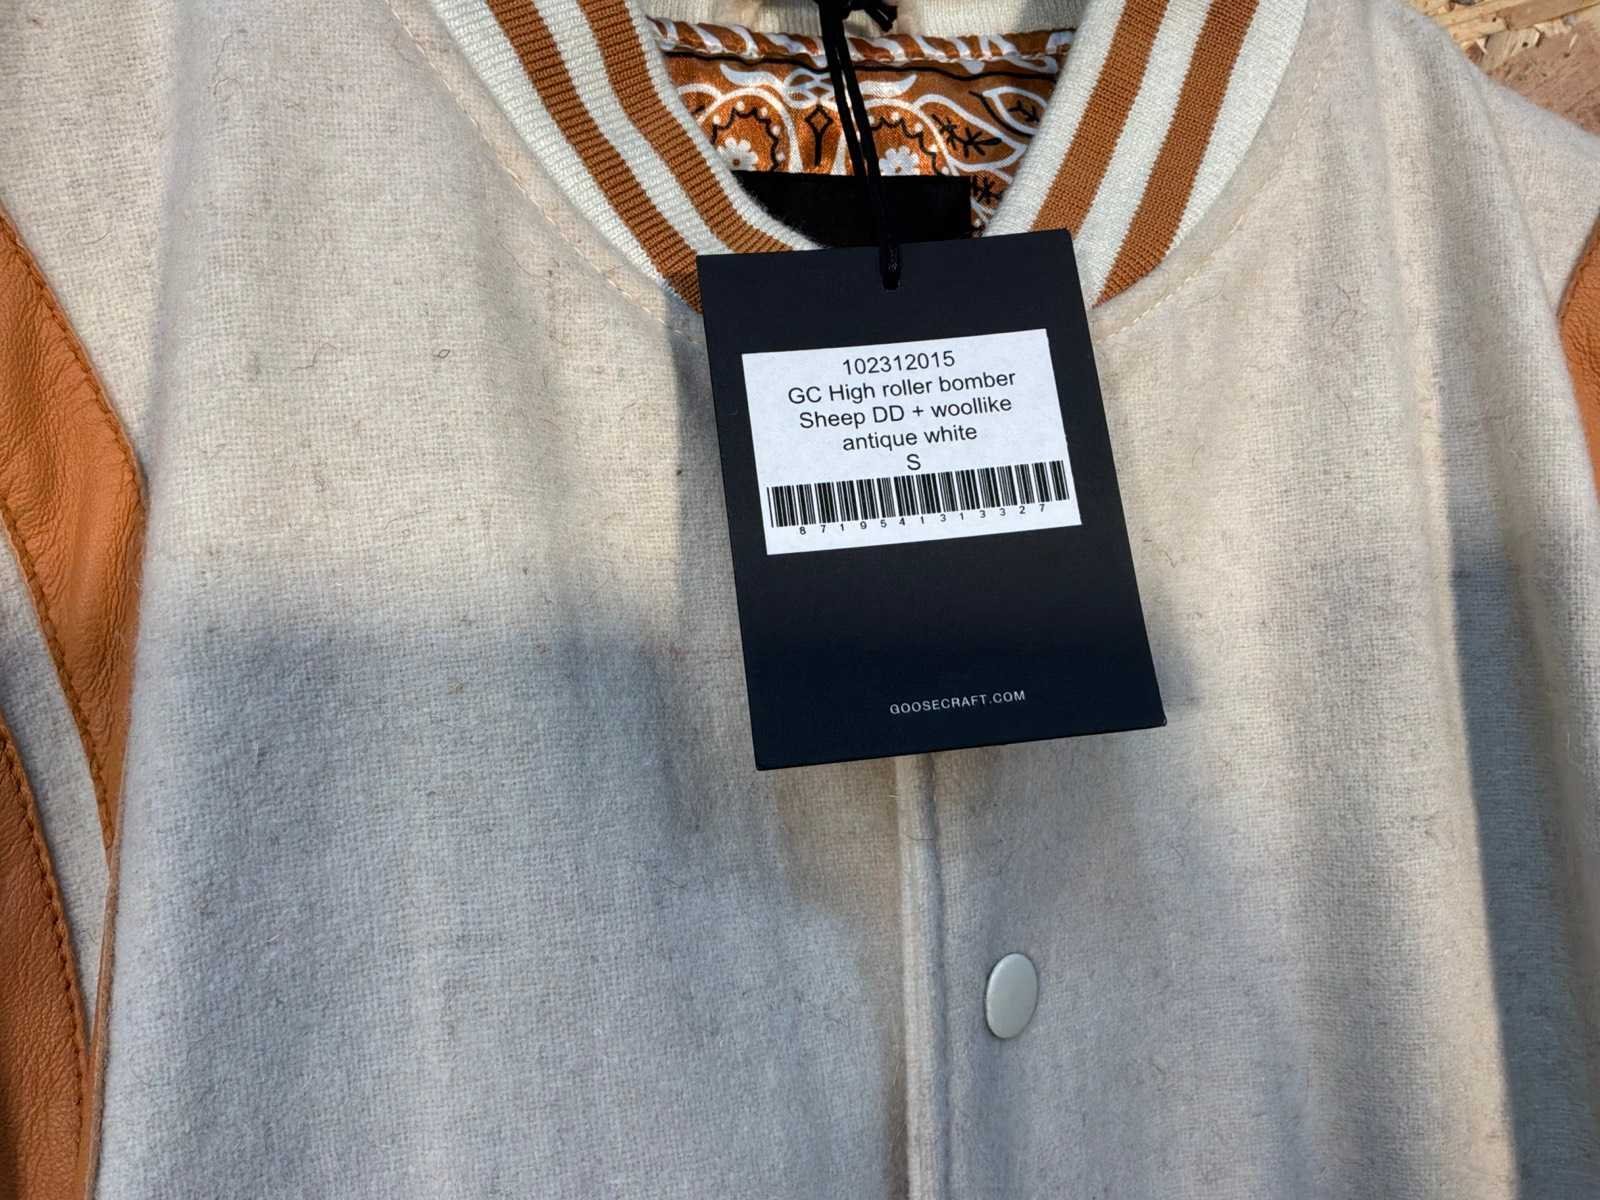 102312015
GC High roller bomber
Sheep DD + woollike
antique white
S
8719541313327
GOOSECRAFT.COM